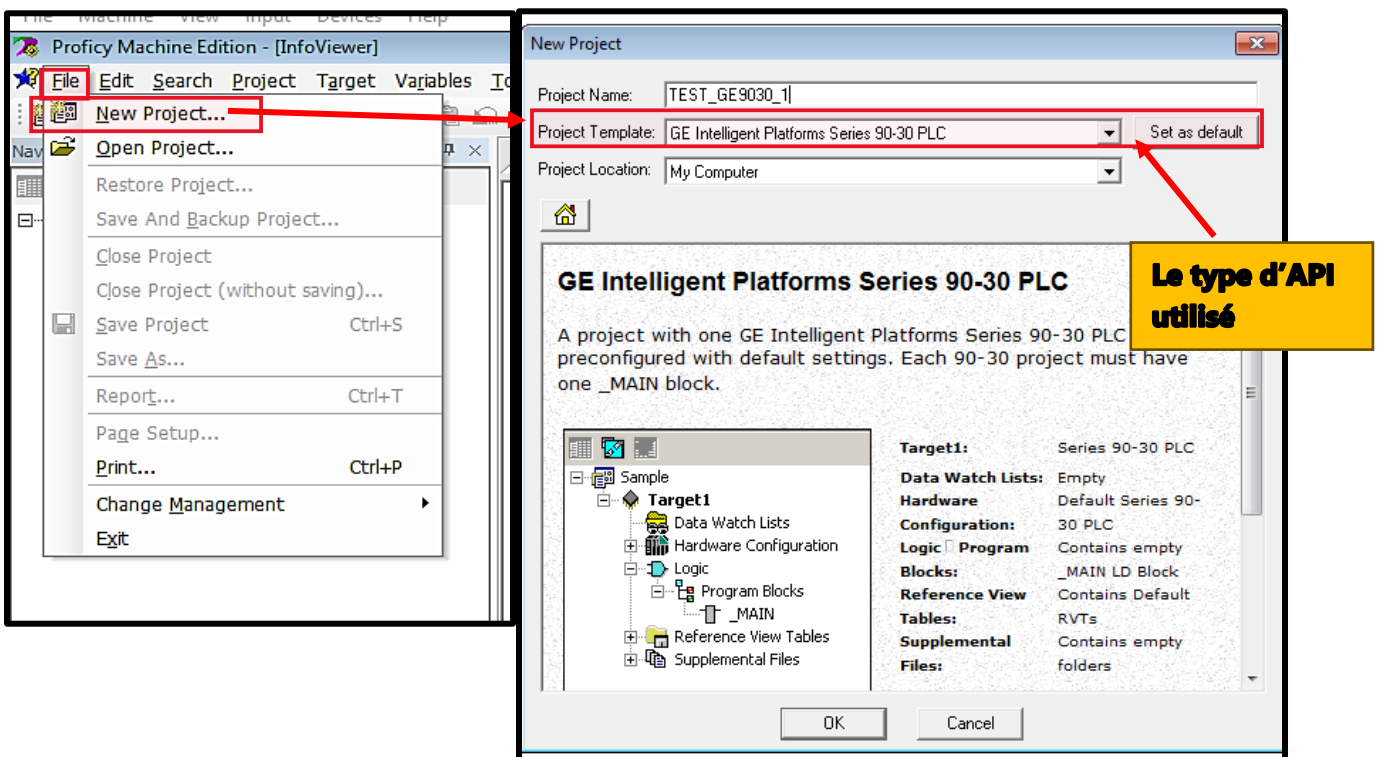 File Machine View Input Devices Help
Proficy Machine Edition - [InfoViewer]
File Edit Search Project Target Variables To
New Project...
Nav
Open Project...
Restore Project...
Save And Backup Project...
Close Project
Close Project (without saving)...
Save Project Ctrl+S
Save As...
Report... Ctrl+T
Page Setup...
Print... Ctrl+P
Change Management
Exit
New Project
Project Name: TEST_GE9030_1
Project Template: GE Intelligent Platforms Series 90-30 PLC Set as default
Project Location: My Computer
Le type d'API
utilisé
GE Intelligent Platforms Series 90-30 PLC
A project with one GE Intelligent Platforms Series 90-30 PLC
preconfigured with default settings. Each 90-30 project must have
one _MAIN block.
Sample
Target1
Data Watch Lists
Hardware Configuration
Logic
Program Blocks
_MAIN
Reference View Tables
Supplemental Files
Target1: Series 90-30 PLC
Data Watch Lists: Empty
Hardware Default Series 90-
Configuration: 30 PLC
Logic Program Contains empty
Blocks: _MAIN LD Block
Reference View Contains Default
Tables: RVTs
Supplemental Contains empty
Files: folders
OK Cancel